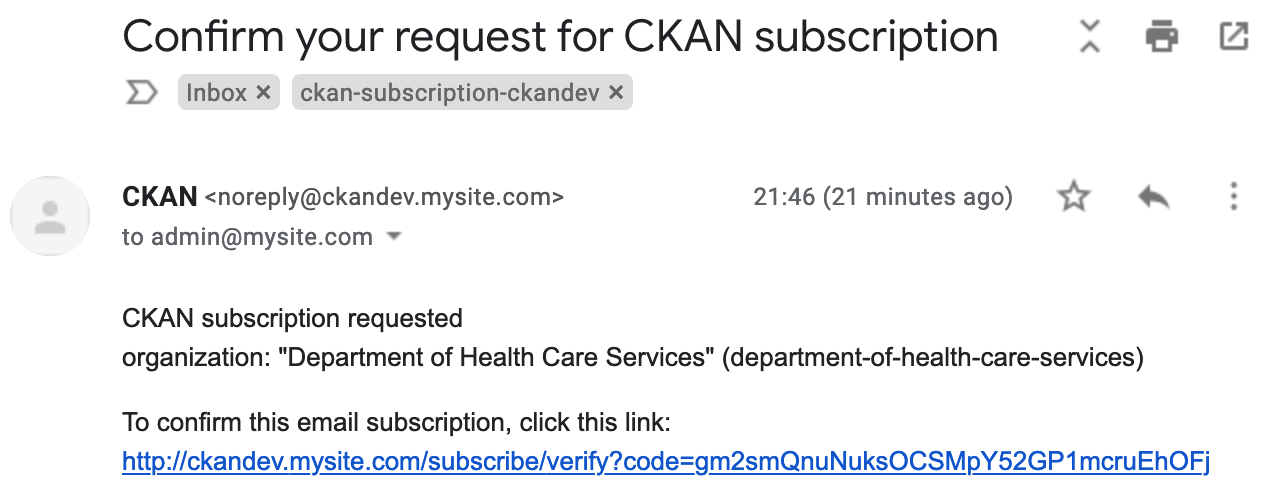 Confirm your request for CKAN subscription
Inbox × ckan-subscription-ckandev ×
CKAN <noreply@ckandev.mysite.com> 21:46 (21 minutes ago)
to admin@mysite.com
CKAN subscription requested
organization: "Department of Health Care Services" (department-of-health-care-services)
To confirm this email subscription, click this link:
http://ckandev.mysite.com/subscribe/verify?code=gm2smQnuNuksOCSMpY52GP1mcruEhOFj